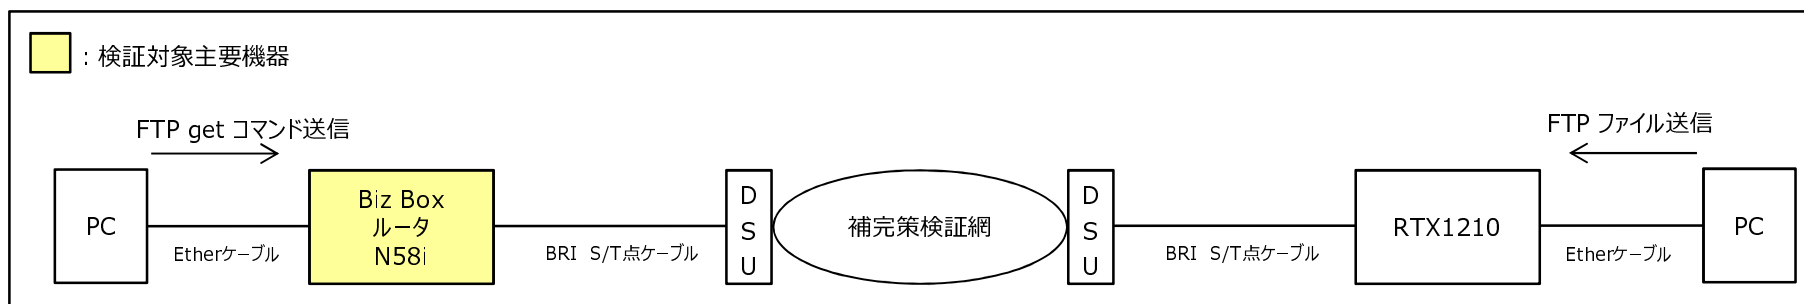 : 検証対象主要機器
FTP get コマンド送信
FTP ファイル送信
PC
Biz Box
ルータ
N58i
D
S
U
補完策検証網
D
S
U
RTX1210
PC
Etherケーブル
BRI S/T点ケーブル
BRI S/T点ケーブル
Etherケーブル